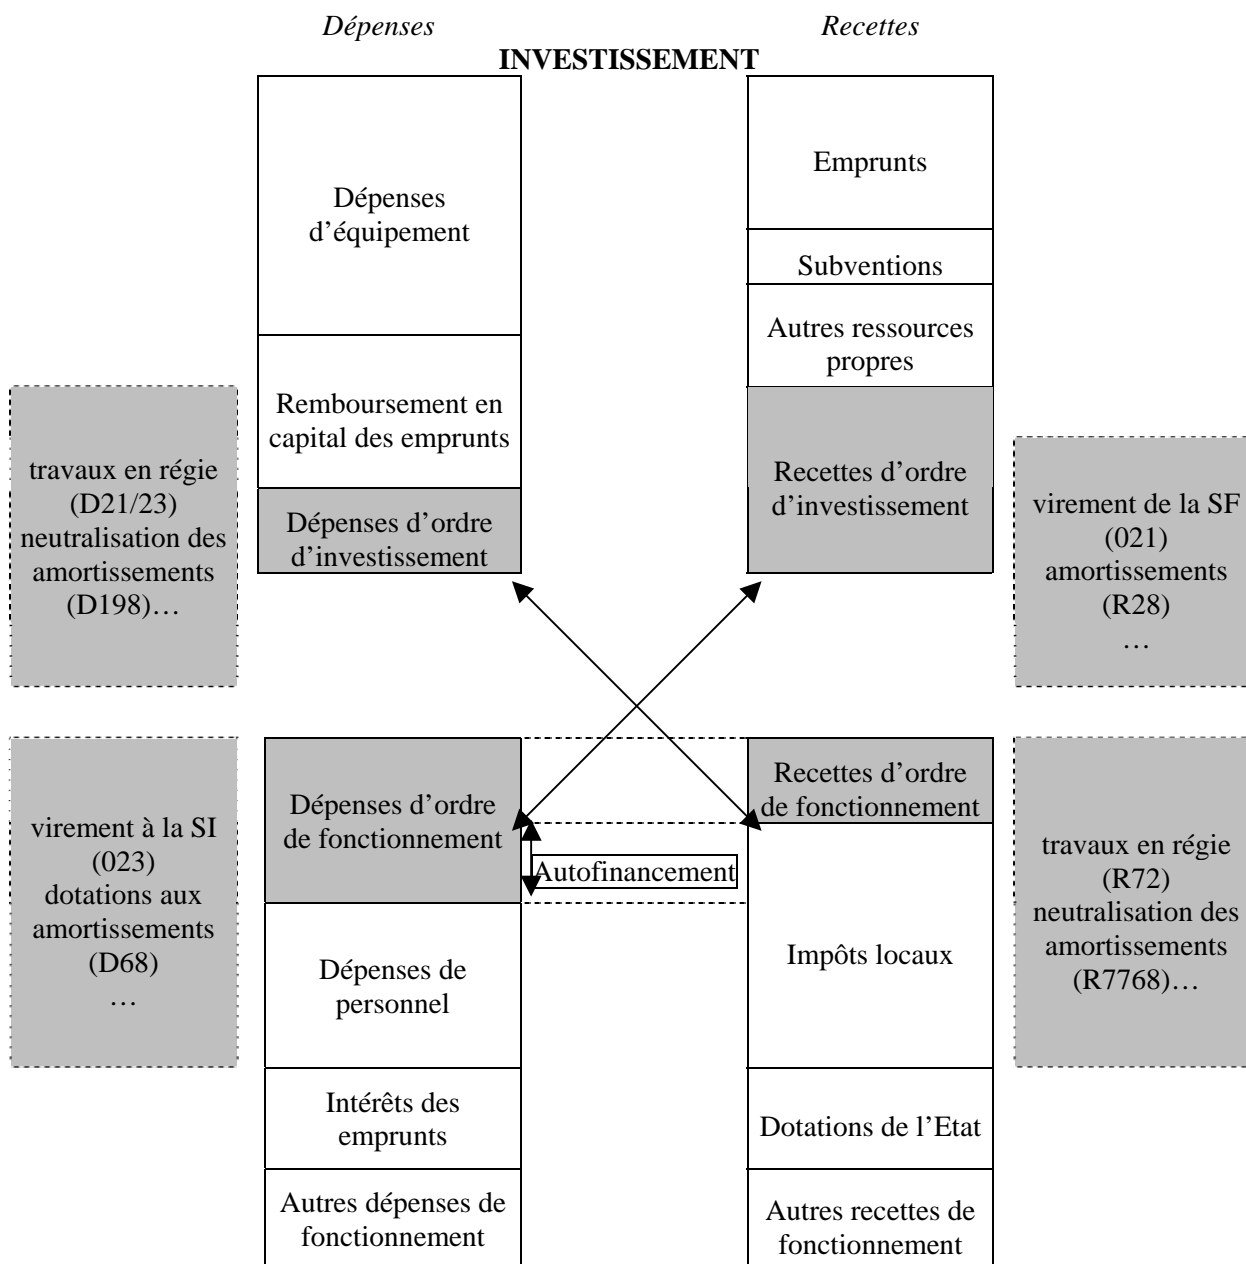 Dépenses
Recettes
INVESTISSEMENT
Dépenses
d’équipement
Remboursement en
capital des emprunts
Dépenses d’ordre
d’investissement
Emprunts
Subventions
Autres ressources
propres
Recettes d’ordre
d’investissement
travaux en régie
(D21/23)
neutralisation des
amortissements
(D198)…
virement de la SF
(021)
amortissements
(R28)
…
virement à la SI
(023)
dotations aux
amortissements
(D68)
…
Dépenses d’ordre
de fonctionnement
Autofinancement
Dépenses de
personnel
Intérêts des
emprunts
Autres dépenses de
fonctionnement
Recettes d’ordre
de fonctionnement
Impôts locaux
Dotations de l’Etat
Autres recettes de
fonctionnement
travaux en régie
(R72)
neutralisation des
amortissements
(R7768)…